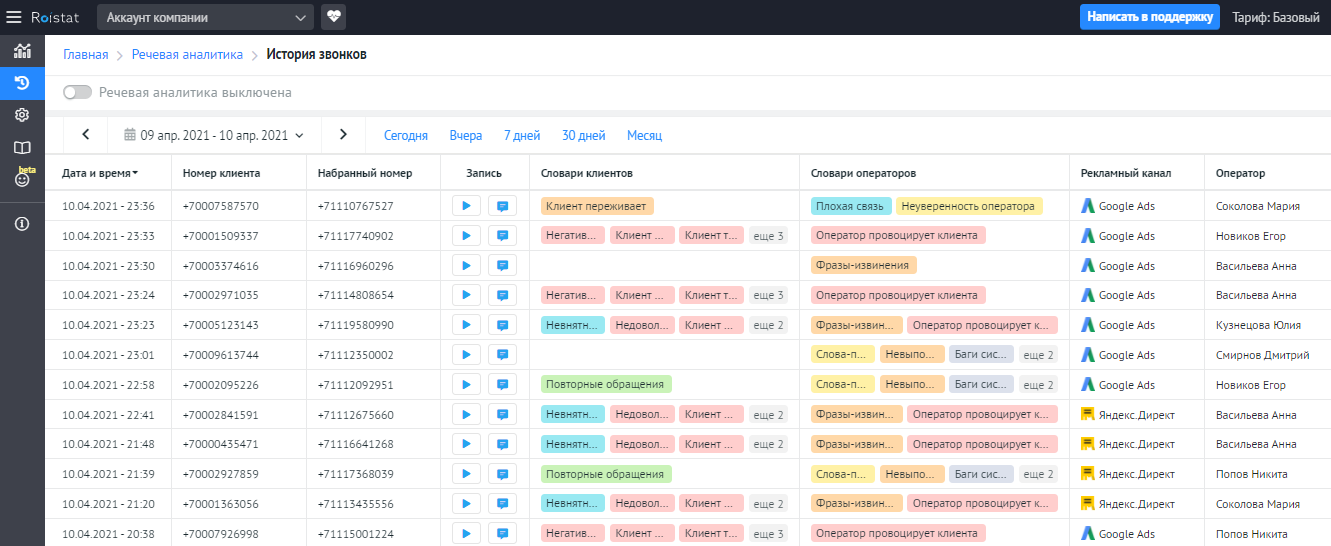 Roistat Аккаунт компании Написать в поддержку Тариф: Базовый
Главная Речевая аналитика История звонков
Речевая аналитика выключена
09 апр. 2021 - 10 апр. 2021 Сегодня Вчера 7 дней 30 дней Месяц
Дата и время Номер клиента Набранный номер Запись Словари клиентов Словари операторов Рекламный канал Оператор
beta
10.04.2021 - 23:36 +70007587570 +71110767527 Клиент переживает Плохая связь Неуверенность оператора Google Ads Соколова Мария
10.04.2021 - 23:33 +70001509337 +71117740902 Негатив... Клиент ... Клиент т... еще 3 Оператор провоцирует клиента Google Ads Новиков Егор
10.04.2021 - 23:30 +70003374616 +71116960296 Фразы-извинения Google Ads Васильева Анна
10.04.2021 - 23:24 +70002971035 +71114808654 Негатив... Клиент ... Клиент т... еще 3 Оператор провоцирует клиента Google Ads Васильева Анна
10.04.2021 - 23:23 +70005123143 +71119580990 Невнятн... Недовол... Клиент ... еще 2 Фразы-извин... Оператор провоцирует к... Google Ads Кузнецова Юлия
10.04.2021 - 23:01 +70009613744 +71112350002 Слова-п... Невыпо... Баги сис... еще 2 Google Ads Смирнов Дмитрий
10.04.2021 - 22:58 +70002095226 +71112092951 Повторные обращения Слова-п... Невыпо... Баги сис... еще 2 Google Ads Новиков Егор
10.04.2021 - 22:41 +70002841591 +71112675660 Невнятн... Недовол... Клиент ... еще 2 Фразы-извин... Оператор провоцирует к... Яндекс.Директ Васильева Анна
10.04.2021 - 21:48 +70000435471 +71116641268 Невнятн... Недовол... Клиент ... еще 2 Фразы-извин... Оператор провоцирует к... Яндекс.Директ Васильева Анна
10.04.2021 - 21:39 +70002927859 +71117368039 Повторные обращения Слова-п... Невыпо... Баги сис... еще 2 Яндекс.Директ Попов Никита
10.04.2021 - 21:20 +70001363056 +71113435556 Невнятн... Недовол... Клиент ... еще 2 Фразы-извин... Оператор провоцирует к... Яндекс.Директ Соколова Мария
10.04.2021 - 20:38 +70007926998 +71115001224 Негатив... Клиент ... Клиент т... еще 3 Оператор провоцирует клиента Google Ads Попов Никита